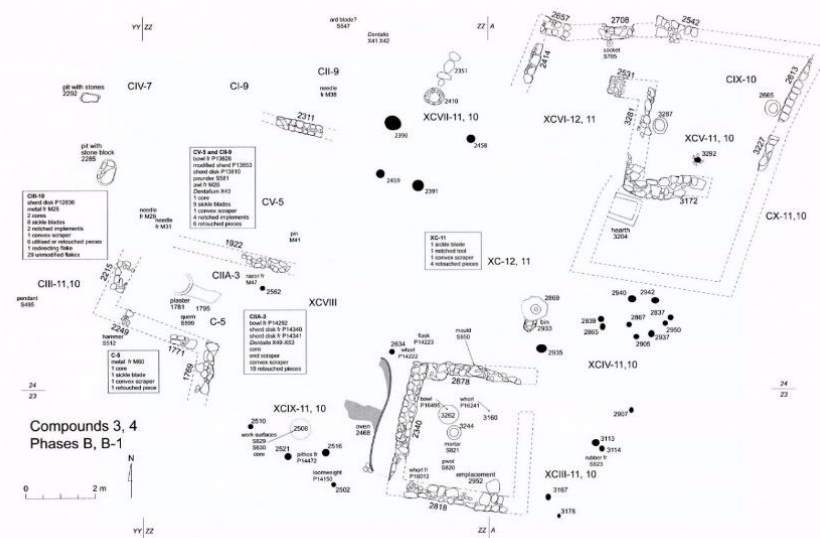 YY ZZ
ard blade?
S547
Dentalia
X41 X42
ZZ A
2657
2708
2542
socket
S765
2414
2351
CII-9
CI-9
CIV-7
pit with stones
2292
needle
fr M38
2410
XCVII-11, 10
2531
CIX-10
2613
2311
2390
2458
XCVI-12, 11
3281
3287
2665
XCV-11, 10
3227
pit with
stone block
2285
CV-5 and CII-9
bowl fr P13826
modified sherd P13853
sherd disk P13810
pounder S581
awl fr M20
Dentalium X43
1 core
9 sickle blades
1 convex scraper
4 notched implements
6 retouched pieces
3292
2459
2391
CIII-10
sherd disk P12836
metal fr M25
2 cores
8 sickle blades
2 notched implements
1 convex scraper
6 utilised or retouched pieces
1 redirecting flake
29 unmodified flakes
3172
CV-5
needle
fr M26
needle
fr M31
hearth
3204
CX-11,10
pin
M41
1922
XC-11
1 sickle blade
1 notched tool
1 convex scraper
4 retouched pieces
XC-12, 11
2215
CIIA-3
razor fr
M47
2562
CIII-11,10
plaster
1781
1795
XCVIII
pendant
S495
quern
S599
C-5
2869
2940
2942
bin
2933
2839
2865
2867
2837
2950
2937
2905
CIIA-3
bowl fr P14292
sherd disk fr P14340
sherd disk fr P14341
Dentalia X49-X53
core
end scraper
convex scraper
10 retouched pieces
2249
hammer
S512
1771
1769
flask
P14223
mould
S850
whorl
P14222
2634
2935
XCIV-11,10
C-5
metal fr M60
1 core
1 sickle blade
1 convex scraper
1 retouched piece
2878
24
23
24
23
bowl
P16495
whorl
P16241
3262
3160
2340
3244
mortar
S821
2907
Compounds 3, 4
Phases B, B-1
XCIX-11, 10
2510
2508
work surfaces
S629
S630
core
oven
2468
3113
3114
rubber fr
S823
N
2521
2516
pithos fr
P14472
pivot
S820
whorl fr
P16012
emplacement
2952
XCIII-11, 10
0 2 m
loomweight
P14150
2502
2818
3167
3178
YY ZZ
ZZ A